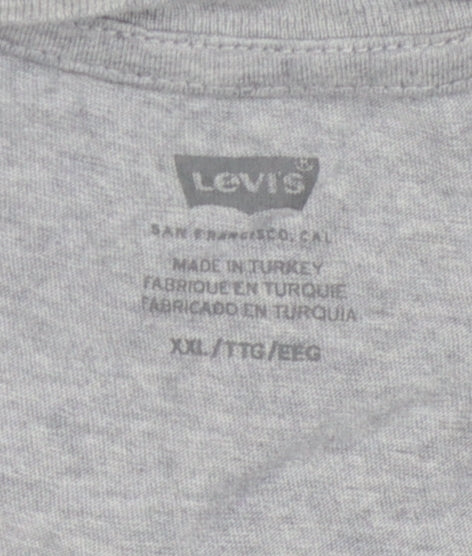 LEVI'S
SAN FRANCISCO, CAL
MADE IN TURKEY
FABRIQUE EN TURQUIE
FABRICADO EN TURQUIA
XXL/TTG/EEG